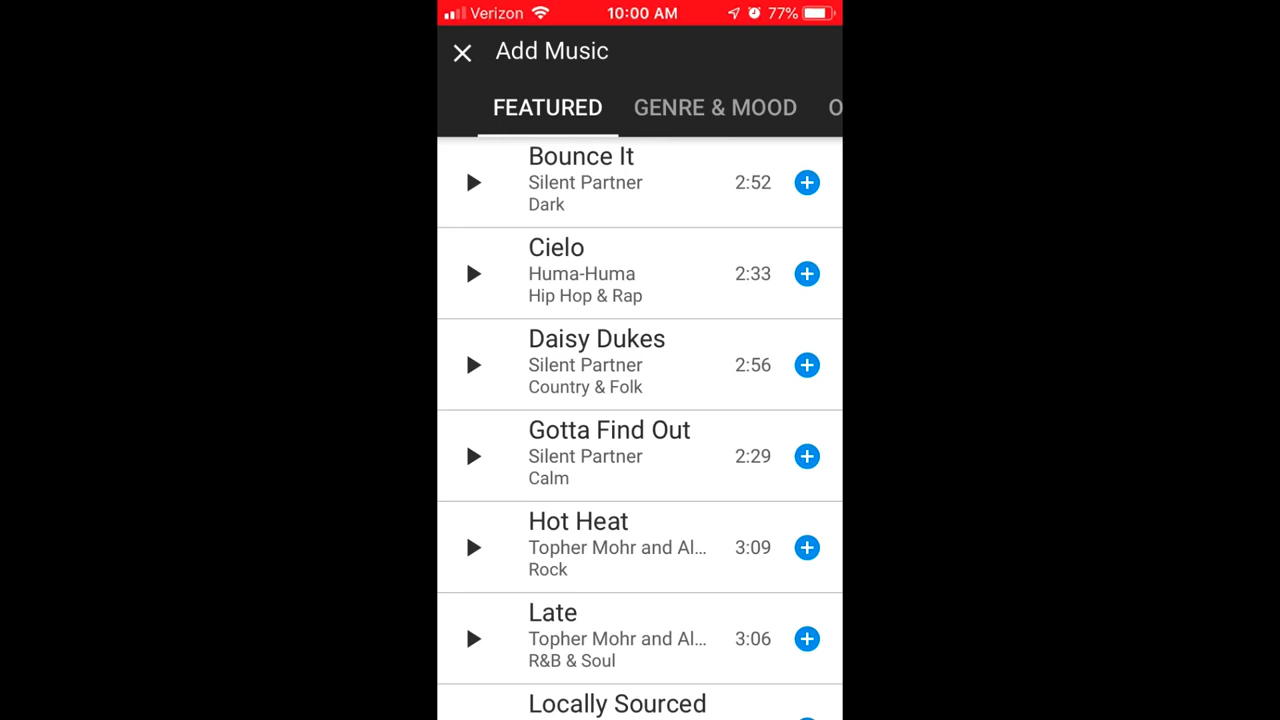 Verizon 10:00 AM 77%
Add Music
FEATURED GENRE & MOOD O
Bounce It
Silent Partner 2:52
Dark
Cielo
Huma-Huma 2:33
Hip Hop & Rap
Daisy Dukes
Silent Partner 2:56
Country & Folk
Gotta Find Out
Silent Partner 2:29
Calm
Hot Heat
Topher Mohr and Al... 3:09
Rock
Late
Topher Mohr and Al... 3:06
R&B & Soul
Locally Sourced